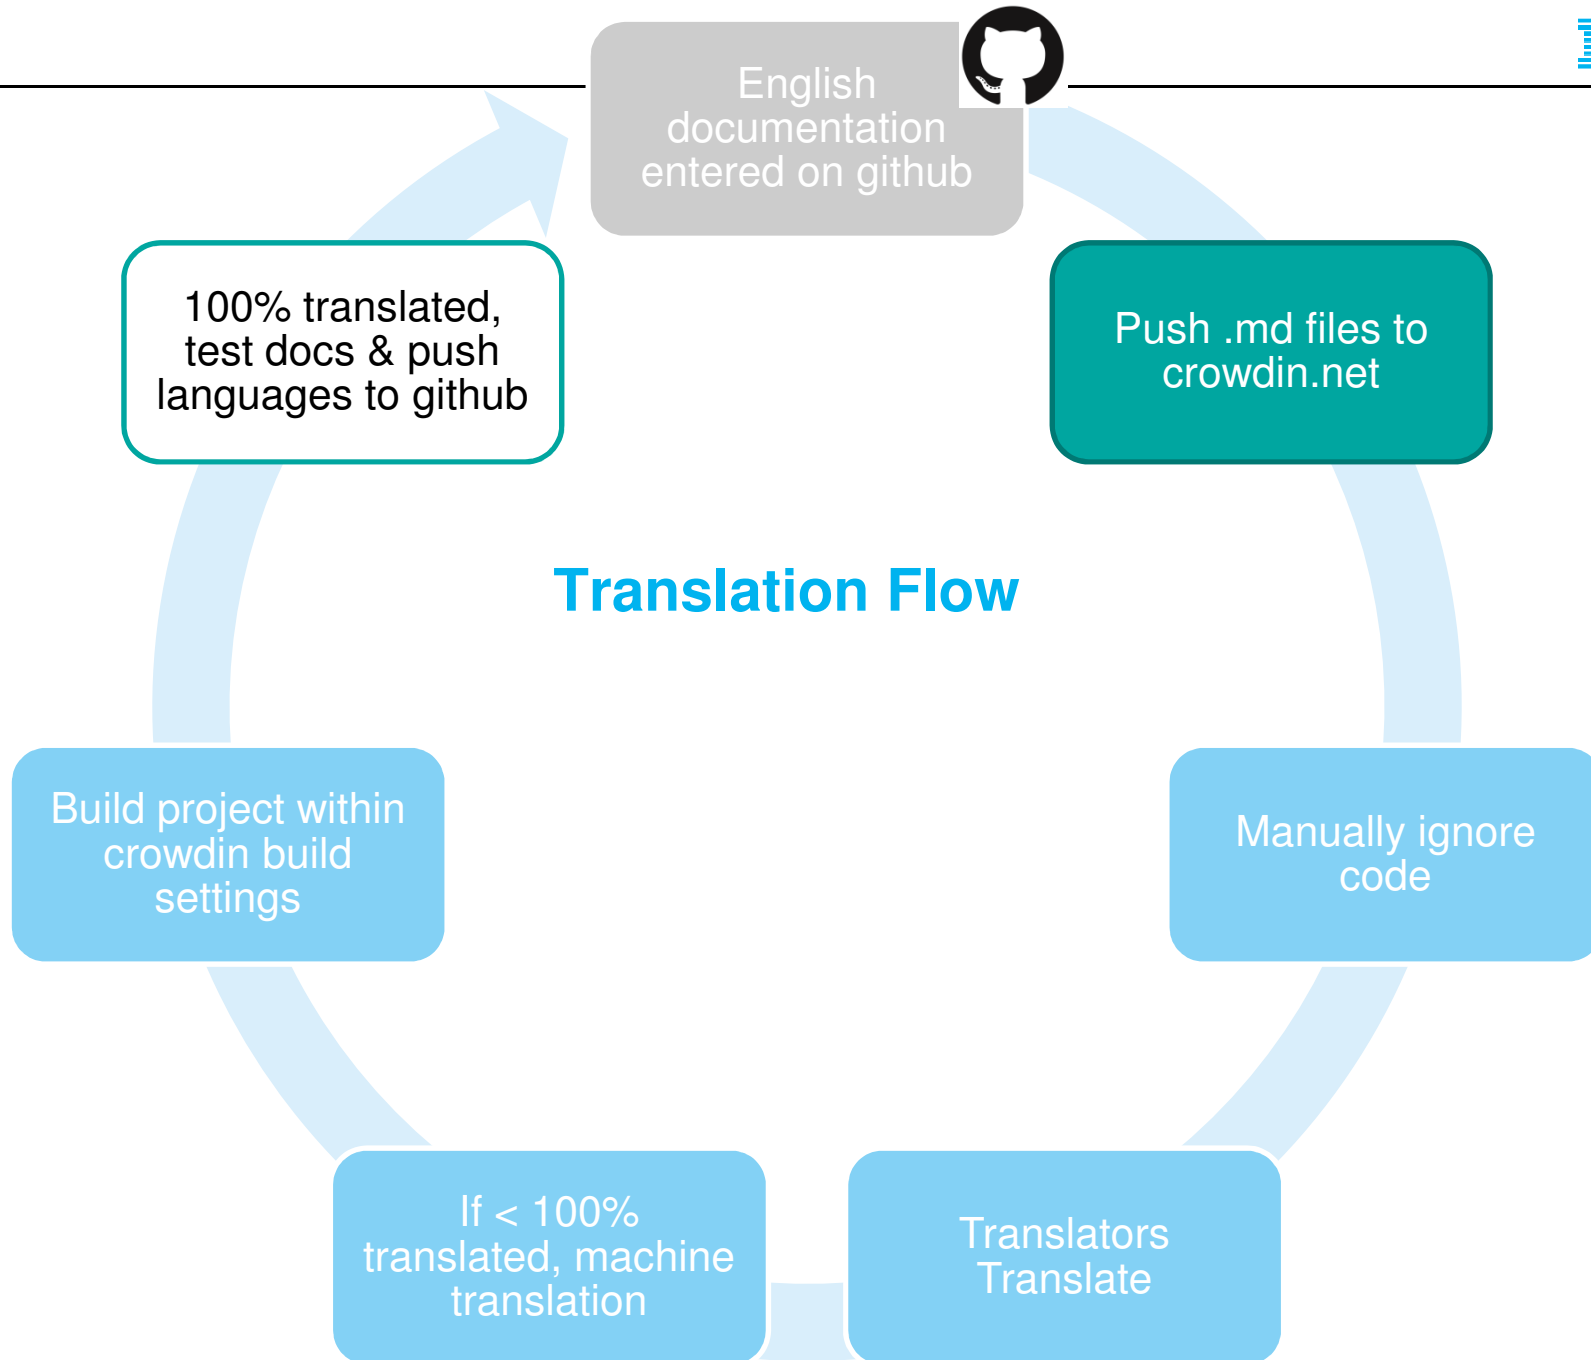 English
documentation
entered on github
Push .md files to
crowdin.net
Manually ignore
code
Translators
Translate
If < 100%
translated, machine
translation
Build project within
crowdin build
settings
100% translated,
test docs & push
languages to github
Translation Flow